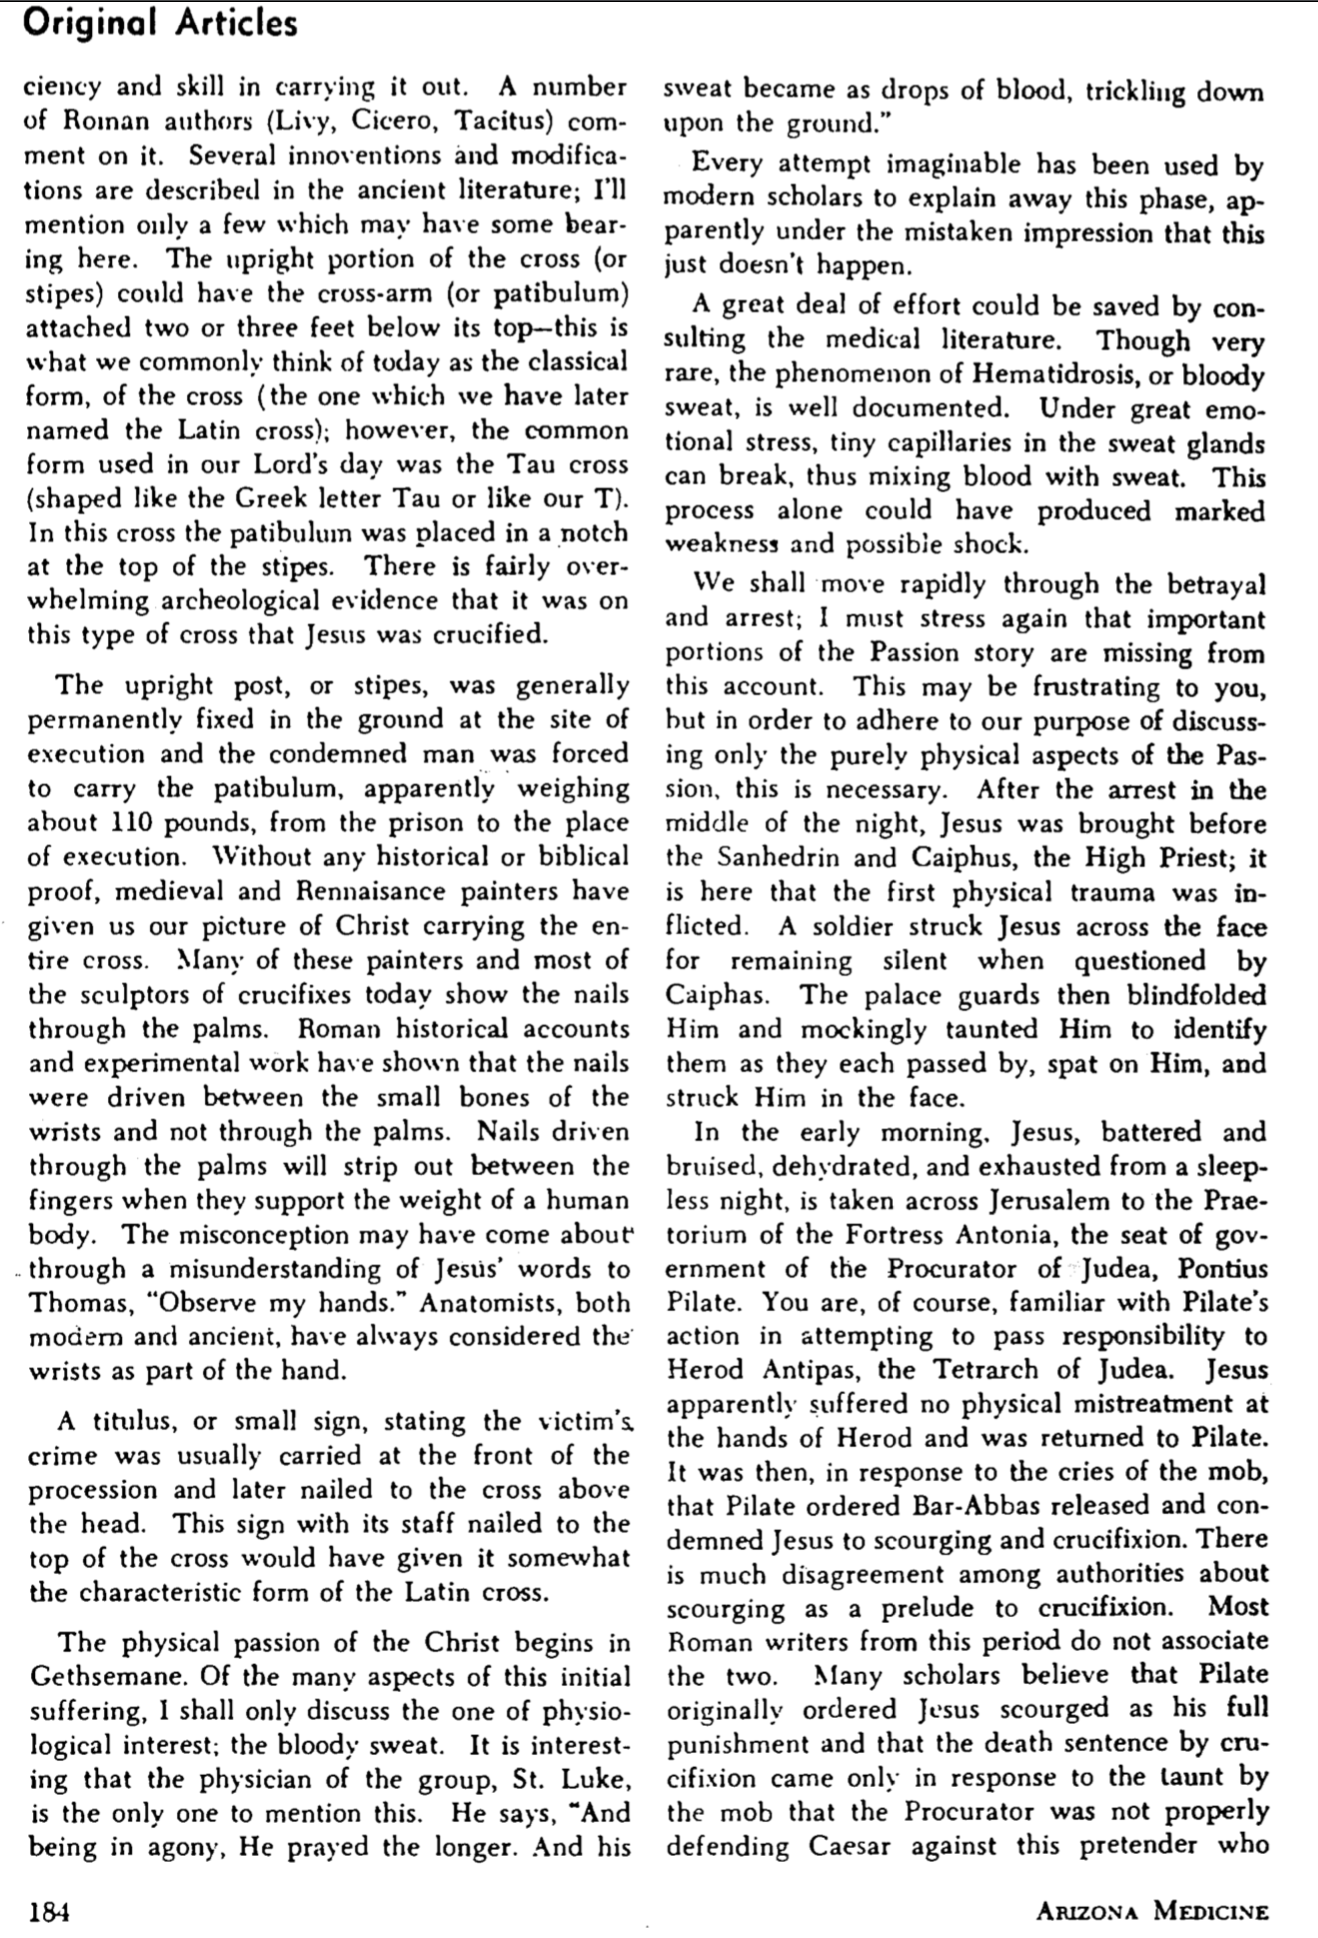 Original Articles
ciency and skill in carrying it out. A number
of Roman authors (Livy, Cicero, Tacitus) com-
ment on it. Several innoventions and modifica-
tions are described in the ancient literature; I'll
mention only a few which may have some bear-
ing here. The upright portion of the cross (or
stipes) could have the cross-arm (or patibulum)
attached two or three feet below its top—this is
what we commonly think of today as the classical
form, of the cross (the one which we have later
named the Latin cross); however, the common
form used in our Lord's day was the Tau cross
(shaped like the Greek letter Tau or like our T).
In this cross the patibulum was placed in a notch
at the top of the stipes. There is fairly over-
whelming archeological evidence that it was on
this type of cross that Jesus was crucified.
The upright post, or stipes, was generally
permanently fixed in the ground at the site of
execution and the condemned man was forced
to carry the patibulum, apparently weighing
about 110 pounds, from the prison to the place
of execution. Without any historical or biblical
proof, medieval and Rennaisance painters have
given us our picture of Christ carrying the en-
tire cross. Many of these painters and most of
the sculptors of crucifixes today show the nails
through the palms. Roman historical accounts
and experimental work have shown that the nails
were driven between the small bones of the
wrists and not through the palms. Nails driven
through the palms will strip out between the
fingers when they support the weight of a human
body. The misconception may have come about
through a misunderstanding of Jesus' words to
Thomas, "Observe my hands." Anatomists, both
modern and ancient, have always considered the
wrists as part of the hand.
A titulus, or small sign, stating the victim's
crime was usually carried at the front of the
procession and later nailed to the cross above
the head. This sign with its staff nailed to the
top of the cross would have given it somewhat
the characteristic form of the Latin cross.
The physical passion of the Christ begins in
Gethsemane. Of the many aspects of this initial
suffering, I shall only discuss the one of physio-
logical interest; the bloody sweat. It is interest-
ing that the physician of the group, St. Luke,
is the only one to mention this. He says, "And
being in agony, He prayed the longer. And his
sweat became as drops of blood, trickling down
upon the ground."
Every attempt imaginable has been used by
modern scholars to explain away this phase, ap-
parently under the mistaken impression that this
just doesn't happen.
A great deal of effort could be saved by con-
sulting the medical literature. Though very
rare, the phenomenon of Hematidrosis, or bloody
sweat, is well documented. Under great emo-
tional stress, tiny capillaries in the sweat glands
can break, thus mixing blood with sweat. This
process alone could have produced marked
weakness and possible shock.
We shall move rapidly through the betrayal
and arrest; I must stress again that important
portions of the Passion story are missing from
this account. This may be frustrating to you,
but in order to adhere to our purpose of discuss-
ing only the purely physical aspects of the Pas-
sion, this is necessary. After the arrest in the
middle of the night, Jesus was brought before
the Sanhedrin and Caiphus, the High Priest; it
is here that the first physical trauma was in-
flicted. A soldier struck Jesus across the face
for remaining silent when questioned by
Caiphas. The palace guards then blindfolded
Him and mockingly taunted Him to identify
them as they each passed by, spat on Him, and
struck Him in the face.
In the early morning, Jesus, battered and
bruised, dehydrated, and exhausted from a sleep-
less night, is taken across Jerusalem to the Prae-
torium of the Fortress Antonia, the seat of gov-
ernment of the Procurator of Judea, Pontius
Pilate. You are, of course, familiar with Pilate's
action in attempting to pass responsibility to
Herod Antipas, the Tetrarch of Judea. Jesus
apparently suffered no physical mistreatment at
the hands of Herod and was returned to Pilate.
It was then, in response to the cries of the mob,
that Pilate ordered Bar-Abbas released and con-
demned Jesus to scourging and crucifixion. There
is much disagreement among authorities about
scourging as a prelude to crucifixion. Most
Roman writers from this period do not associate
the two. Many scholars believe that Pilate
originally ordered Jesus scourged as his full
punishment and that the death sentence by cru-
cifixion came only in response to the taunt by
the mob that the Procurator was not properly
defending Caesar against this pretender who
184
ARIZONA MEDICINE